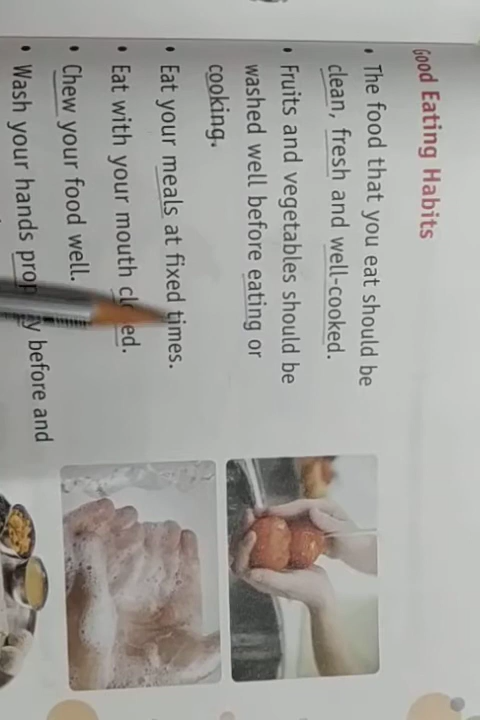 Good Eating Habits
• The food that you eat should be
clean, fresh and well-cooked.
• Fruits and vegetables should be
washed well before eating or
cooking.
• Eat your meals at fixed times.
• Eat with your mouth closed.
• Chew your food well.
• Wash your hands properly before and